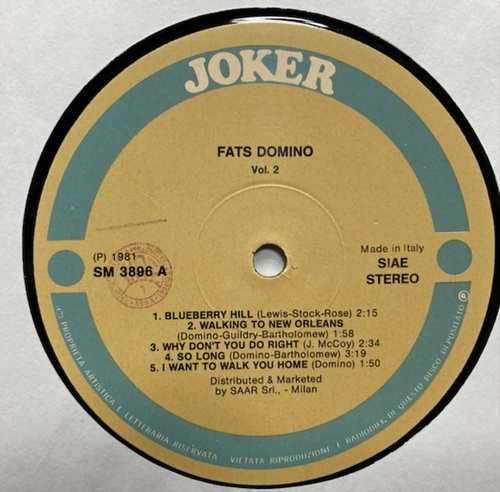 JOKER
FATS DOMINO
Vol. 2
(P) 1981
SM 3896 A
Made in Italy
SIAE
STEREO
1. BLUEBERRY HILL (Lewis-Stock-Rose) 2:15
2. WALKING TO NEW ORLEANS
(Domino-Guildry-Bartholomew) 1:58
3. WHY DON'T YOU DO RIGHT (J. McCoy) 2:34
4. SO LONG (Domino-Bartholomew) 3:19
5. I WANT TO WALK YOU HOME (Domino) 1:50
Distributed & Marketed
by SAAR Srl., - Milan
PROPRIETÀ ARTISTICA E LETTERARIA RISERVATA - VIETATA RIPRODUZIONE E RADIODIFF. DI QUESTO DISCO DEPOSITATO